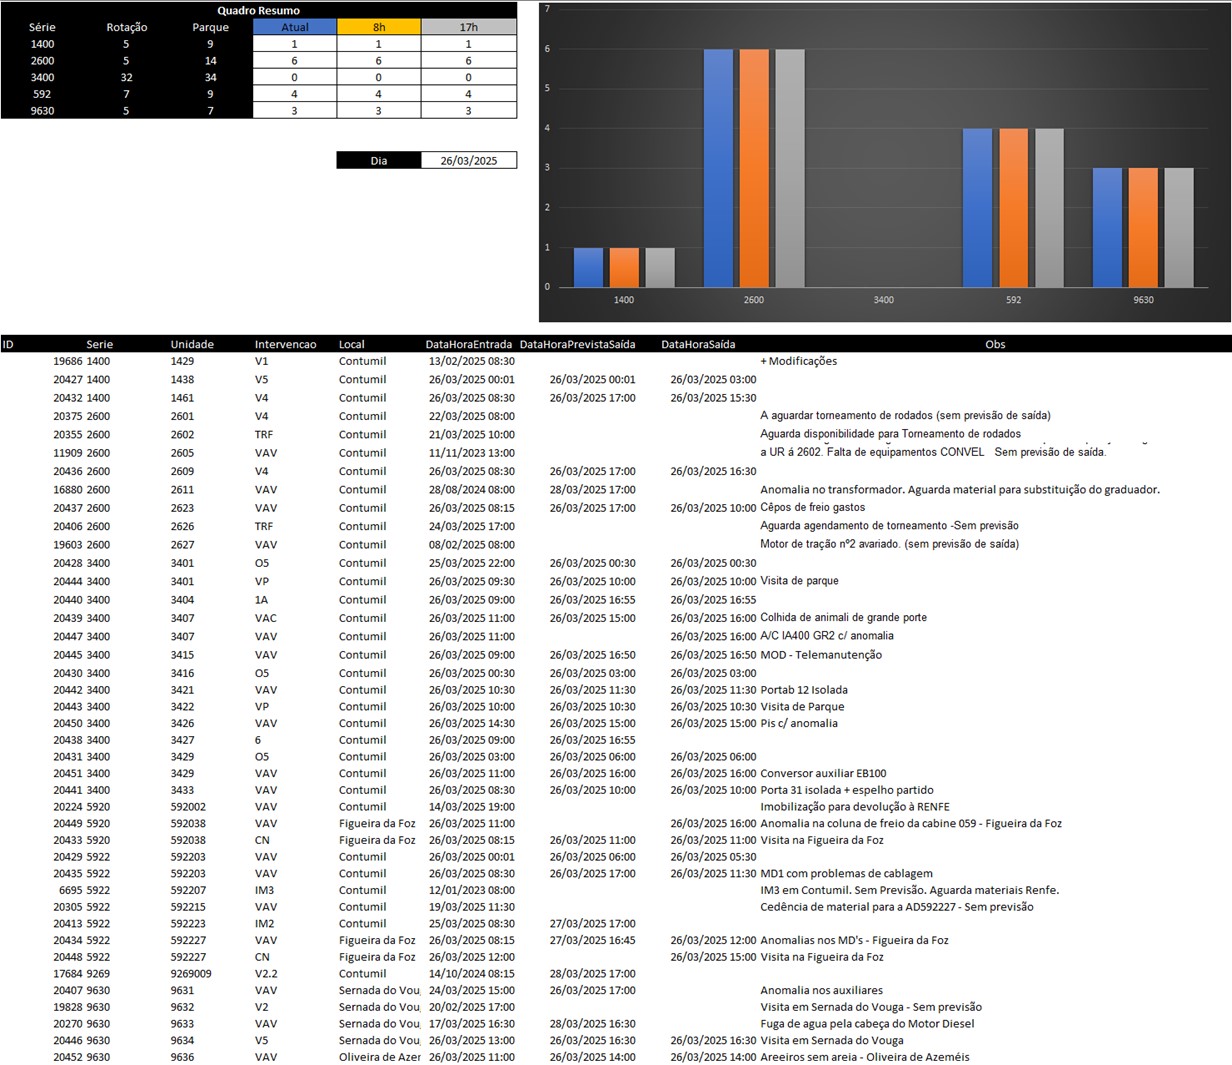 Quadro Resumo
Série Rotação Parque Atual 8h 17h
1400 5 9 1 1 1
2600 5 14 6 6 6
3400 32 34 0 0 0
592 7 9 4 4 4
9630 5 7 3 3 3
Dia 26/03/2025
7
6
5
4
3
2
1
0
1400 2600 3400 592 9630
ID Serie Unidade Intervencao Local DataHoraEntrada DataHoraPrevistaSaída DataHoraSaída Obs
19686 1400 1429 V1 Contumil 13/02/2025 08:30 + Modificações
20427 1400 1438 V5 Contumil 26/03/2025 00:01 26/03/2025 00:01 26/03/2025 03:00
20432 1400 1461 V4 Contumil 26/03/2025 08:30 26/03/2025 17:00 26/03/2025 15:30
20375 2600 2601 V4 Contumil 22/03/2025 08:00 A aguardar torneamento de rodados (sem previsão de saída)
20355 2600 2602 TRF Contumil 21/03/2025 10:00 Aguarda disponibilidade para Torneamento de rodados
11909 2600 2605 VAV Contumil 11/11/2023 13:00 a UR á 2602. Falta de equipamentos CONVEL Sem previsão de saída.
20436 2600 2609 V4 Contumil 26/03/2025 08:30 26/03/2025 17:00 26/03/2025 16:30
16880 2600 2611 VAV Contumil 28/08/2024 08:00 28/03/2025 17:00 Anomalia no transformador. Aguarda material para substituição do graduador.
20437 2600 2623 VAV Contumil 26/03/2025 08:15 26/03/2025 17:00 26/03/2025 10:00 Cêpos de freio gastos
20406 2600 2626 TRF Contumil 24/03/2025 17:00 Aguarda agendamento de torneamento -Sem previsão
19603 2600 2627 VAV Contumil 08/02/2025 08:00 Motor de tração nº2 avariado. (sem previsão de saída)
20428 3400 3401 O5 Contumil 25/03/2025 22:00 26/03/2025 00:30 26/03/2025 00:30
20444 3400 3401 VP Contumil 26/03/2025 09:30 26/03/2025 10:00 26/03/2025 10:00 Visita de parque
20440 3400 3404 1A Contumil 26/03/2025 09:00 26/03/2025 16:55 26/03/2025 16:55
20439 3400 3407 VAC Contumil 26/03/2025 11:00 26/03/2025 15:00 26/03/2025 16:00 Colhida de animali de grande porte
20447 3400 3407 VAV Contumil 26/03/2025 11:00 26/03/2025 16:00 A/C IA400 GR2 c/ anomalia
20445 3400 3415 VAV Contumil 26/03/2025 09:00 26/03/2025 16:50 26/03/2025 16:50 MOD - Telemanutenção
20430 3400 3416 O5 Contumil 26/03/2025 00:30 26/03/2025 03:00 26/03/2025 03:00
20442 3400 3421 VAV Contumil 26/03/2025 10:30 26/03/2025 11:30 26/03/2025 11:30 Portab 12 Isolada
20443 3400 3422 VP Contumil 26/03/2025 10:00 26/03/2025 10:30 26/03/2025 10:30 Visita de Parque
20450 3400 3426 VAV Contumil 26/03/2025 14:30 26/03/2025 15:00 26/03/2025 15:00 Pis c/ anomalia
20438 3400 3427 6 Contumil 26/03/2025 09:00 26/03/2025 16:55
20431 3400 3429 O5 Contumil 26/03/2025 03:00 26/03/2025 06:00 26/03/2025 06:00
20451 3400 3429 VAV Contumil 26/03/2025 11:00 26/03/2025 16:00 26/03/2025 16:00 Conversor auxiliar EB100
20441 3400 3433 VAV Contumil 26/03/2025 08:30 26/03/2025 10:00 26/03/2025 10:00 Porta 31 isolada + espelho partido
20224 5920 592002 VAV Contumil 14/03/2025 19:00 Imobilização para devolução à RENFE
20449 5920 592038 VAV Figueira da Foz 26/03/2025 11:00 26/03/2025 16:00 Anomalia na coluna de freio da cabine 059 - Figueira da Foz
20433 5920 592038 CN Figueira da Foz 26/03/2025 08:15 26/03/2025 11:00 26/03/2025 11:00 Visita na Figueira da Foz
20429 5922 592203 VAV Contumil 26/03/2025 00:01 26/03/2025 06:00 26/03/2025 05:30
20435 5922 592203 VAV Contumil 26/03/2025 08:30 26/03/2025 17:00 26/03/2025 11:30 MD1 com problemas de cablagem
6695 5922 592207 IM3 Contumil 12/01/2023 08:00 IM3 em Contumil. Sem Previsão. Aguarda materiais Renfe.
20305 5922 592215 VAV Contumil 19/03/2025 11:30 Cedência de material para a AD592227 - Sem previsão
20413 5922 592223 IM2 Contumil 25/03/2025 08:30 27/03/2025 17:00
20434 5922 592227 VAV Figueira da Foz 26/03/2025 08:15 27/03/2025 16:45 26/03/2025 12:00 Anomalias nos MD's - Figueira da Foz
20448 5922 592227 CN Figueira da Foz 26/03/2025 12:00 26/03/2025 15:00 Visita na Figueira da Foz
17684 9269 9269009 V2.2 Contumil 14/10/2024 08:15 28/03/2025 17:00
20407 9630 9631 VAV Sernada do Vou 24/03/2025 15:00 26/03/2025 17:00 Anomalia nos auxiliares
19828 9630 9632 V2 Sernada do Vou 20/02/2025 17:00 Visita em Sernada do Vouga - Sem previsão
20270 9630 9633 VAV Sernada do Vou 17/03/2025 16:30 28/03/2025 16:30 Fuga de agua pela cabeça do Motor Diesel
20446 9630 9634 V5 Sernada do Vou 26/03/2025 13:00 26/03/2025 16:30 26/03/2025 16:30 Visita em Sernada do Vouga
20452 9630 9636 VAV Oliveira de Azer 26/03/2025 11:00 26/03/2025 14:00 26/03/2025 14:00 Areeiros sem areia - Oliveira de Azeméis